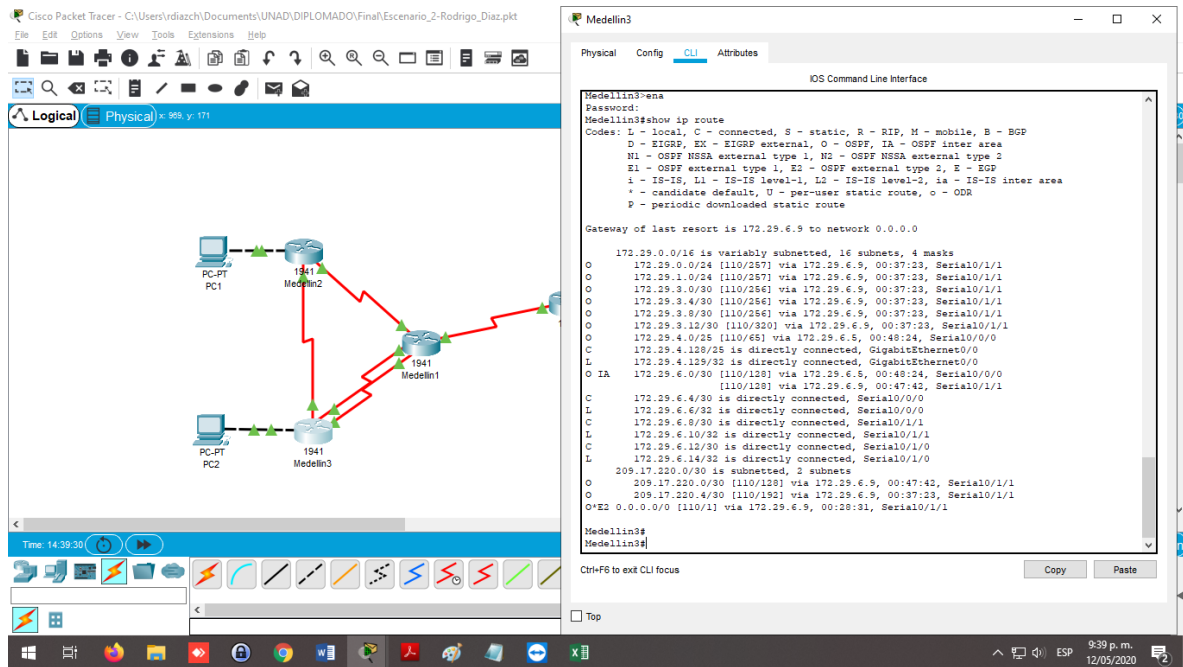 Cisco Packet Tracer - C:\Users\rdiazch\Documents\UNAD\DIPLOMADO\Final\Escenario_2-Rodrigo_Diaz.pkt
File Edit Options View Tools Extensions Help
Logical Physical x: 989, y: 171
PC-PT
PC1
1941
Medellin2
1941
Medellin1
PC-PT
PC2
1941
Medellin3
Time: 14:39:30
Medellin3
Physical Config CLI Attributes
IOS Command Line Interface
Medellin3>ena
Password:
Medellin3#show ip route
Codes: L - local, C - connected, S - static, R - RIP, M - mobile, B - BGP
D - EIGRP, EX - EIGRP external, O - OSPF, IA - OSPF inter area
N1 - OSPF NSSA external type 1, N2 - OSPF NSSA external type 2
E1 - OSPF external type 1, E2 - OSPF external type 2, E - EGP
i - IS-IS, L1 - IS-IS level-1, L2 - IS-IS level-2, ia - IS-IS inter area
* - candidate default, U - per-user static route, o - ODR
P - periodic downloaded static route
Gateway of last resort is 172.29.6.9 to network 0.0.0.0
172.29.0.0/16 is variably subnetted, 16 subnets, 4 masks
O 172.29.0.0/24 [110/257] via 172.29.6.9, 00:37:23, Serial0/1/1
O 172.29.1.0/24 [110/257] via 172.29.6.9, 00:37:23, Serial0/1/1
O 172.29.3.0/30 [110/256] via 172.29.6.9, 00:37:23, Serial0/1/1
O 172.29.3.4/30 [110/256] via 172.29.6.9, 00:37:23, Serial0/1/1
O 172.29.3.8/30 [110/256] via 172.29.6.9, 00:37:23, Serial0/1/1
O 172.29.3.12/30 [110/320] via 172.29.6.9, 00:37:23, Serial0/1/1
O 172.29.4.0/25 [110/65] via 172.29.6.5, 00:48:24, Serial0/0/0
C 172.29.4.128/25 is directly connected, GigabitEthernet0/0
L 172.29.4.129/32 is directly connected, GigabitEthernet0/0
O IA 172.29.6.0/30 [110/128] via 172.29.6.5, 00:48:24, Serial0/0/0
[110/128] via 172.29.6.9, 00:47:42, Serial0/1/1
C 172.29.6.4/30 is directly connected, Serial0/0/0
L 172.29.6.6/32 is directly connected, Serial0/0/0
C 172.29.6.8/30 is directly connected, Serial0/1/1
L 172.29.6.10/32 is directly connected, Serial0/1/1
C 172.29.6.12/30 is directly connected, Serial0/1/0
L 172.29.6.14/32 is directly connected, Serial0/1/0
209.17.220.0/30 is subnetted, 2 subnets
O 209.17.220.0/30 [110/128] via 172.29.6.9, 00:47:42, Serial0/1/1
O 209.17.220.4/30 [110/192] via 172.29.6.9, 00:37:23, Serial0/1/1
O*E2 0.0.0.0/0 [110/1] via 172.29.6.9, 00:28:31, Serial0/1/1
Medellin3#
Medellin3#
Ctrl+F6 to exit CLI focus
Copy Paste
Top
ESP
9:39 p. m.
12/05/2020
2